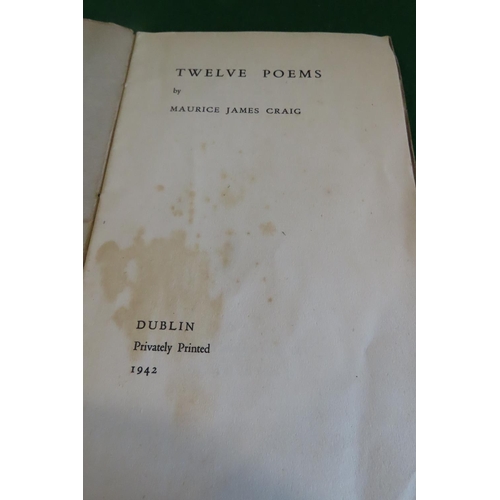 TWELVE POEMS
by
MAURICE JAMES CRAIG
DUBLIN
Privately Printed
1942